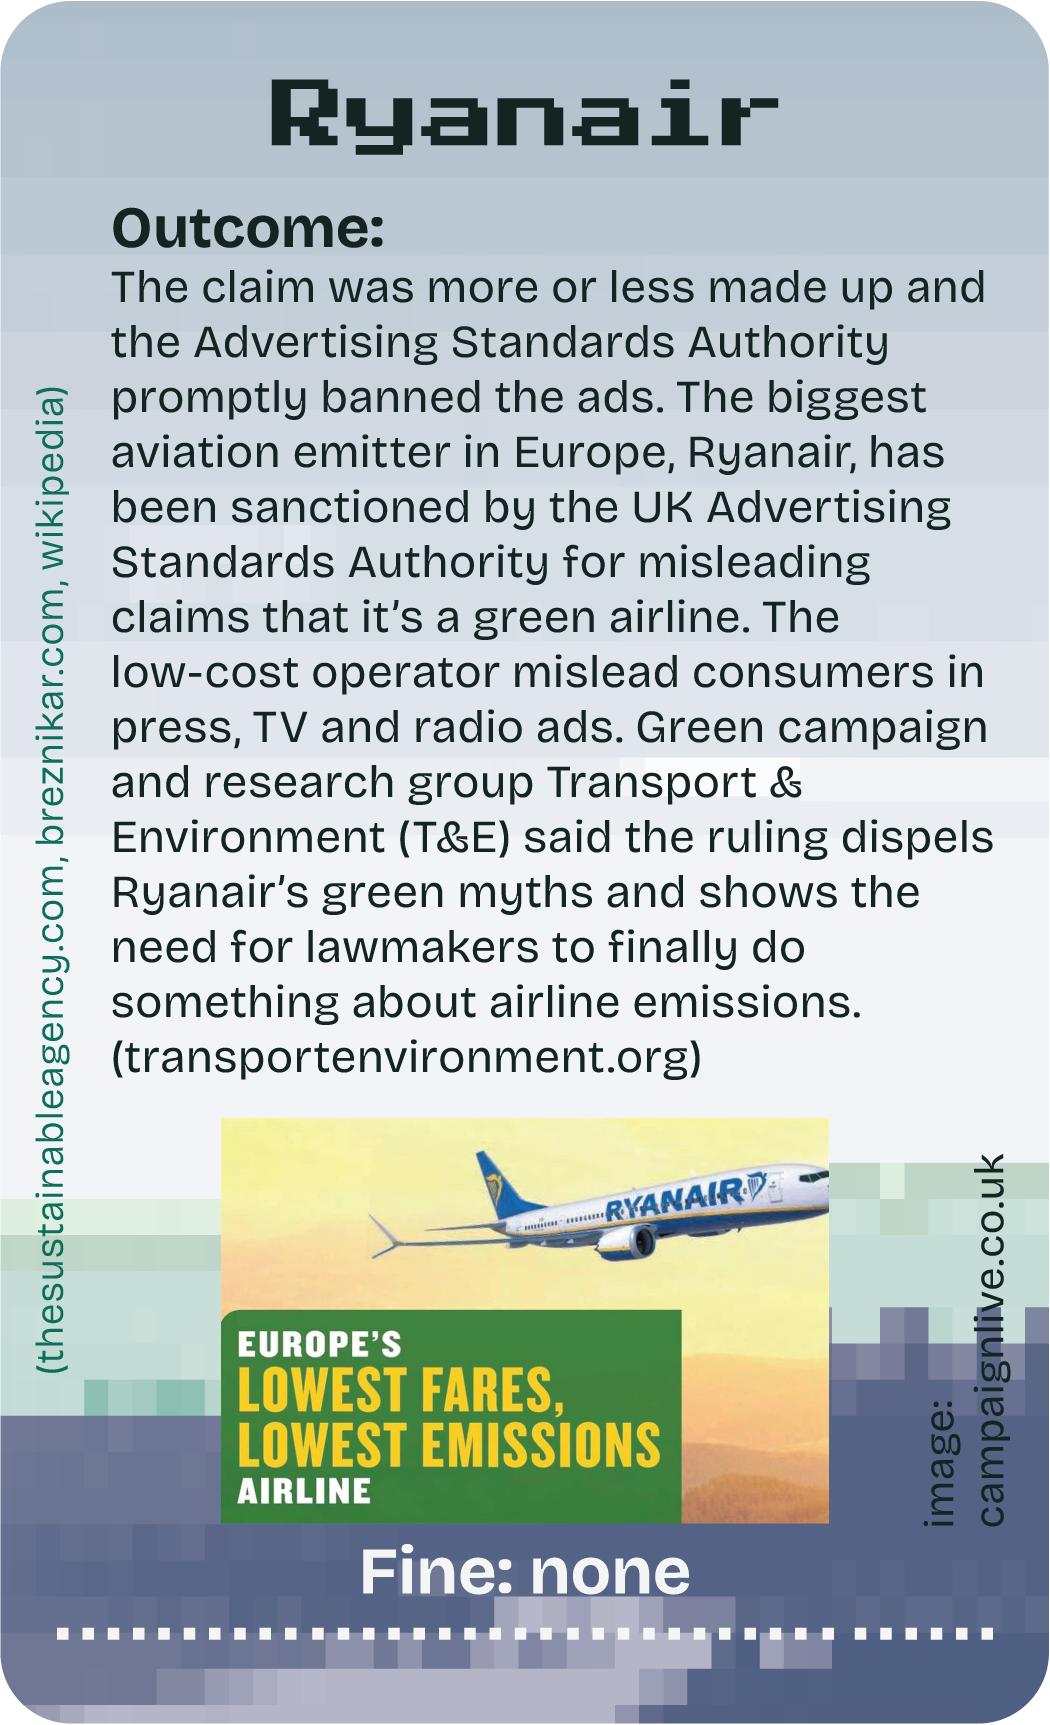 Ryanair
Outcome:
The claim was more or less made up and
the Advertising Standards Authority
promptly banned the ads. The biggest
aviation emitter in Europe, Ryanair, has
been sanctioned by the UK Advertising
Standards Authority for misleading
claims that it’s a green airline. The
low-cost operator mislead consumers in
press, TV and radio ads. Green campaign
and research group Transport &
Environment (T&E) said the ruling dispels
Ryanair’s green myths and shows the
need for lawmakers to finally do
something about airline emissions.
(transportenvironment.org)
(thesustainableagency.com, breznikar.com, wikipedia)
RYANAIR
EUROPE’S
LOWEST FARES,
LOWEST EMISSIONS
AIRLINE
image:
campaignlive.co.uk
Fine: none